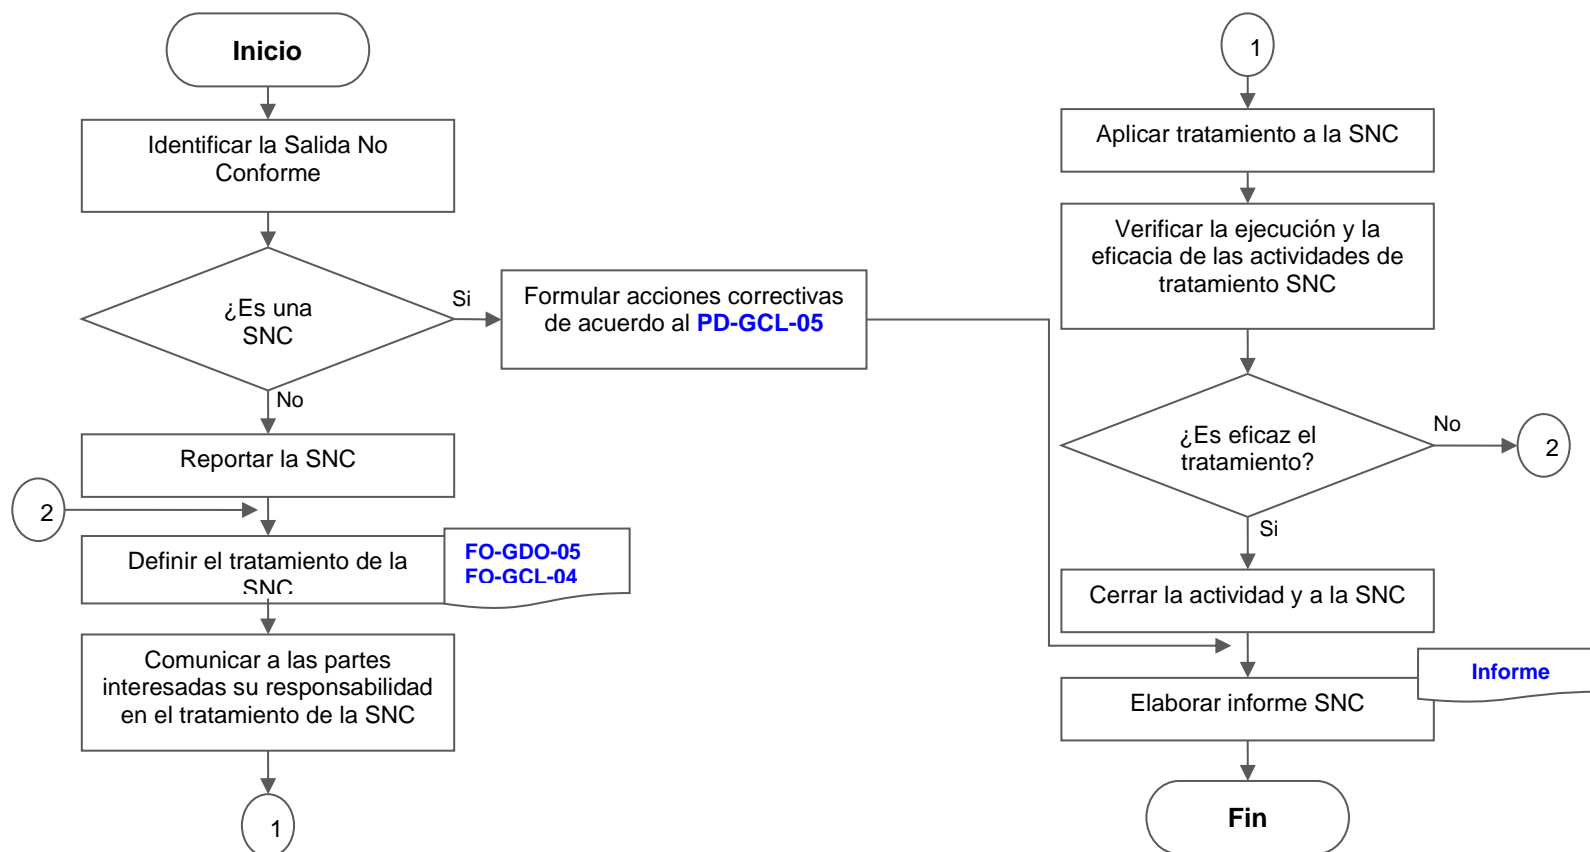 Inicio
Identificar la Salida No
Conforme
¿Es una
SNC
Si
Formular acciones correctivas
de acuerdo al PD-GCL-05
No
Reportar la SNC
2
Definir el tratamiento de la
SNC
FO-GDO-05
FO-GCL-04
Comunicar a las partes
interesadas su responsabilidad
en el tratamiento de la SNC
1
1
Aplicar tratamiento a la SNC
Verificar la ejecución y la
eficacia de las actividades de
tratamiento SNC
¿Es eficaz el
tratamiento?
No
2
Si
Cerrar la actividad y a la SNC
Informe
Elaborar informe SNC
Fin